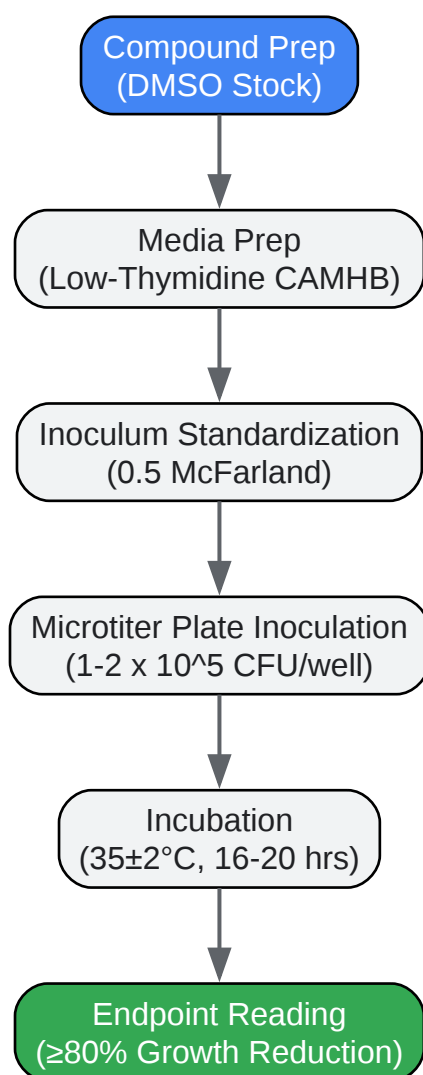 Compound Prep
(DMSO Stock)
Media Prep
(Low-Thymidine CAMHB)
Inoculum Standardization
(0.5 McFarland)
Microtiter Plate Inoculation
(1-2 x 10^5 CFU/well)
Incubation
(35±2°C, 16-20 hrs)
Endpoint Reading
(≥80% Growth Reduction)